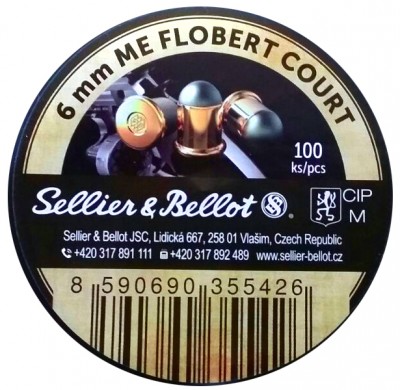 6 mm ME FLOBERT COURT
100
ks/pcs
Sellier & Bellot
CIP
M
Sellier & Bellot JSC, Lidická 667, 258 01 Vlašim, Czech Republic
+420 317 891 111 +420 317 892 489 www.sellier-bellot.cz
8 590690 355426